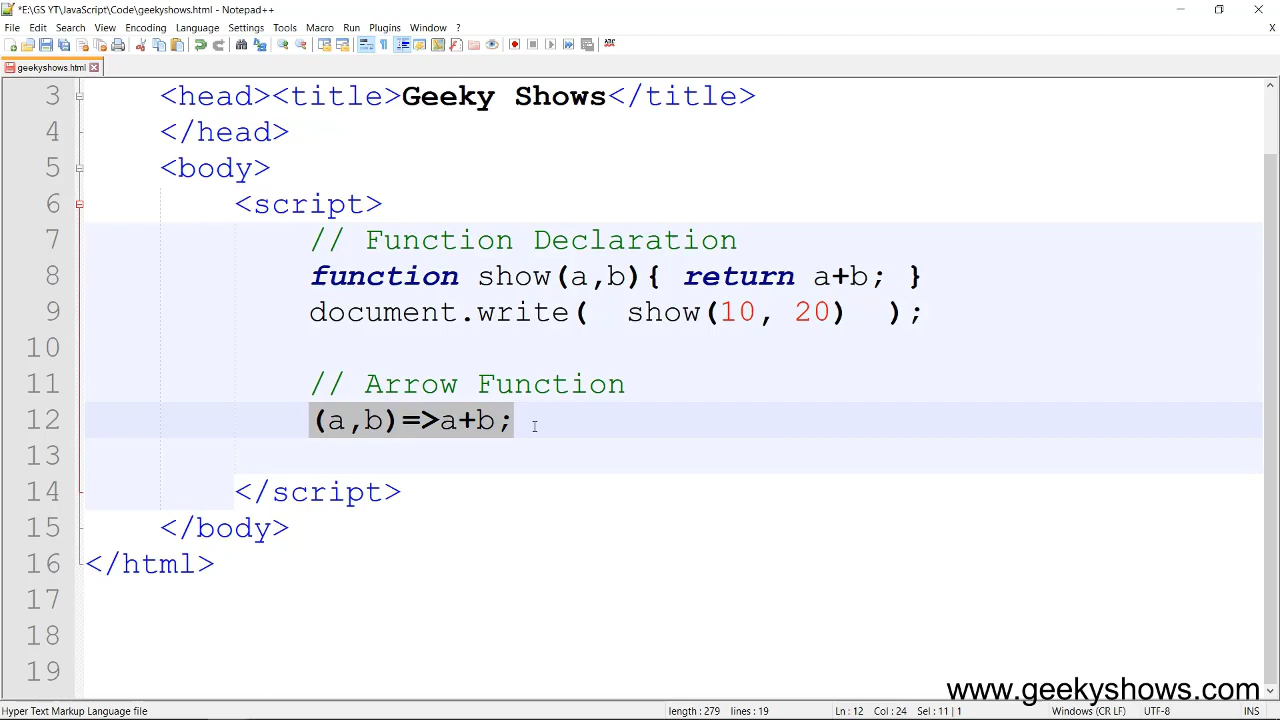 *E:\GS YT\JavaScript\Code\geekyshows.html - Notepad++
File Edit Search View Encoding Language Settings Tools Macro Run Plugins Window ? X
geekyshows.html
3 <head><title>Geeky Shows</title>
4 </head>
5 <body>
6 <script>
7 // Function Declaration
8 function show(a,b){ return a+b; }
9 document.write(  show(10, 20)  );
10
11 // Arrow Function
12 (a,b)=>a+b;
13
14 </script>
15 </body>
16 </html>
17
18
19
www.geekyshows.com
Hyper Text Markup Language file length : 279 lines : 19 Ln : 12 Col : 24 Sel : 11 | 1 Windows (CR LF) UTF-8 INS